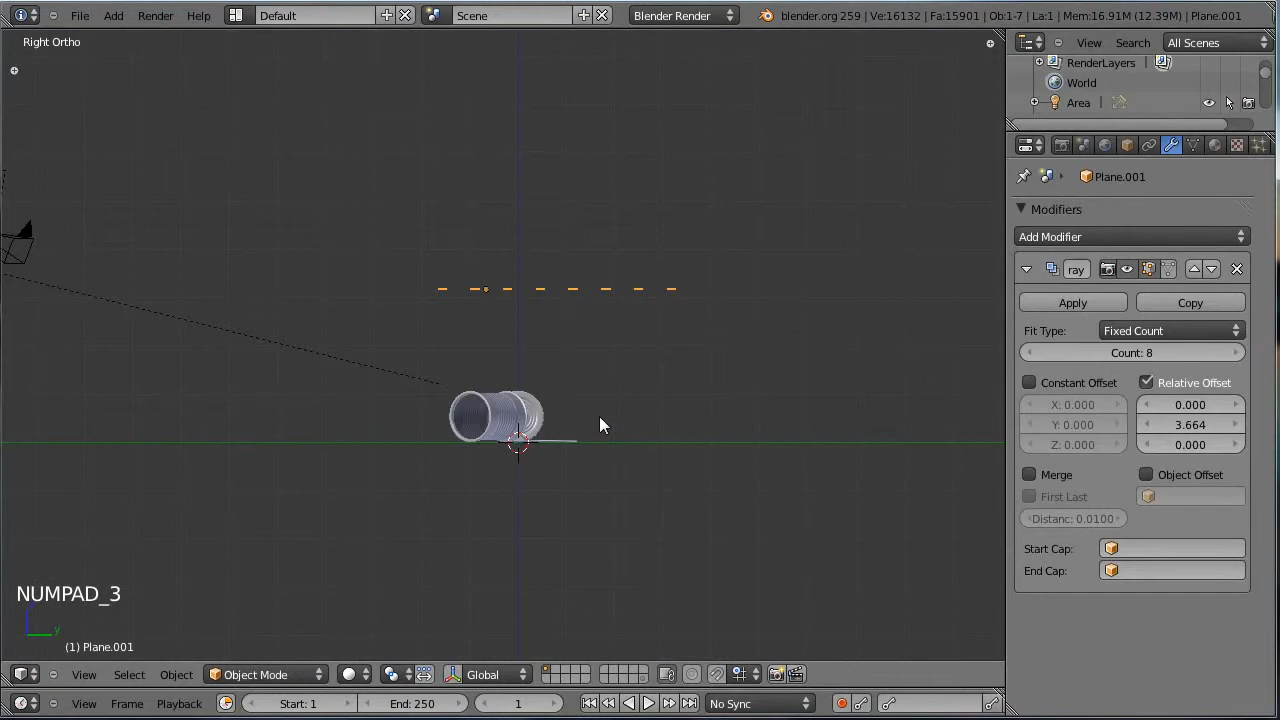 File Add Render Help Default Scene Blender Render blender.org 259 | Ve:16132 | Fa:15901 | Ob:1-7 | La:1 | Mem:16.91M (12.39M) | Plane.001
Right Ortho
View Search All Scenes
RenderLayers
World
Area
Plane.001
Modifiers
Add Modifier
ray
Apply Copy
Fit Type: Fixed Count
Count: 8
Constant Offset Relative Offset
X: 0.000 0.000
Y: 0.000 3.664
Z: 0.000 0.000
Merge Object Offset
First Last
Distanc: 0.0100
Start Cap:
End Cap:
NUMPAD_3
y
(1) Plane.001
View Select Object Object Mode Global
View Frame Playback Start: 1 End: 250 1 No Sync